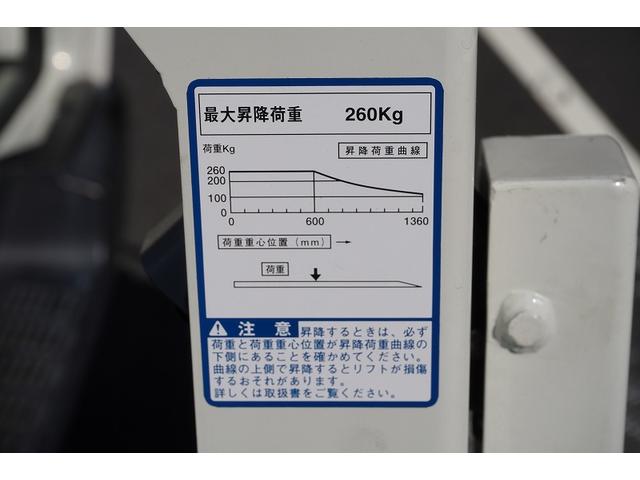 最大昇降荷重 260Kg
荷重Kg
昇降荷重曲線
260
200
100
0
0 600 1360
荷重重心位置(mm)→
荷重
注意 昇降するときは、必ず
荷重と荷重重心位置が昇降荷重曲線の
下側にあることを確かめてください。
曲線の上側で昇降するとリフトが損傷
するおそれがあります。
詳しくは取扱書をご覧ください。